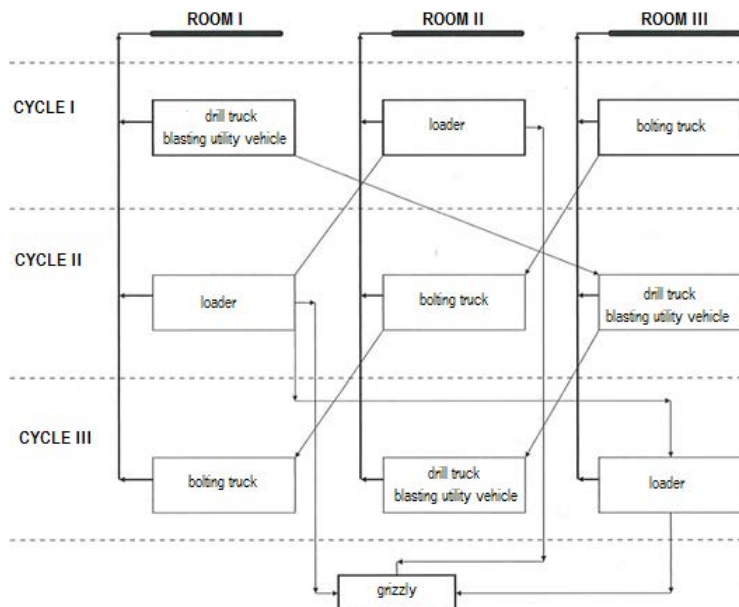 ROOM I
ROOM II
ROOM III
CYCLE I
drill truck
blasting utility vehicle
loader
bolting truck
CYCLE II
loader
bolting truck
drill truck
blasting utility vehicle
CYCLE III
bolting truck
drill truck
blasting utility vehicle
loader
grizzly